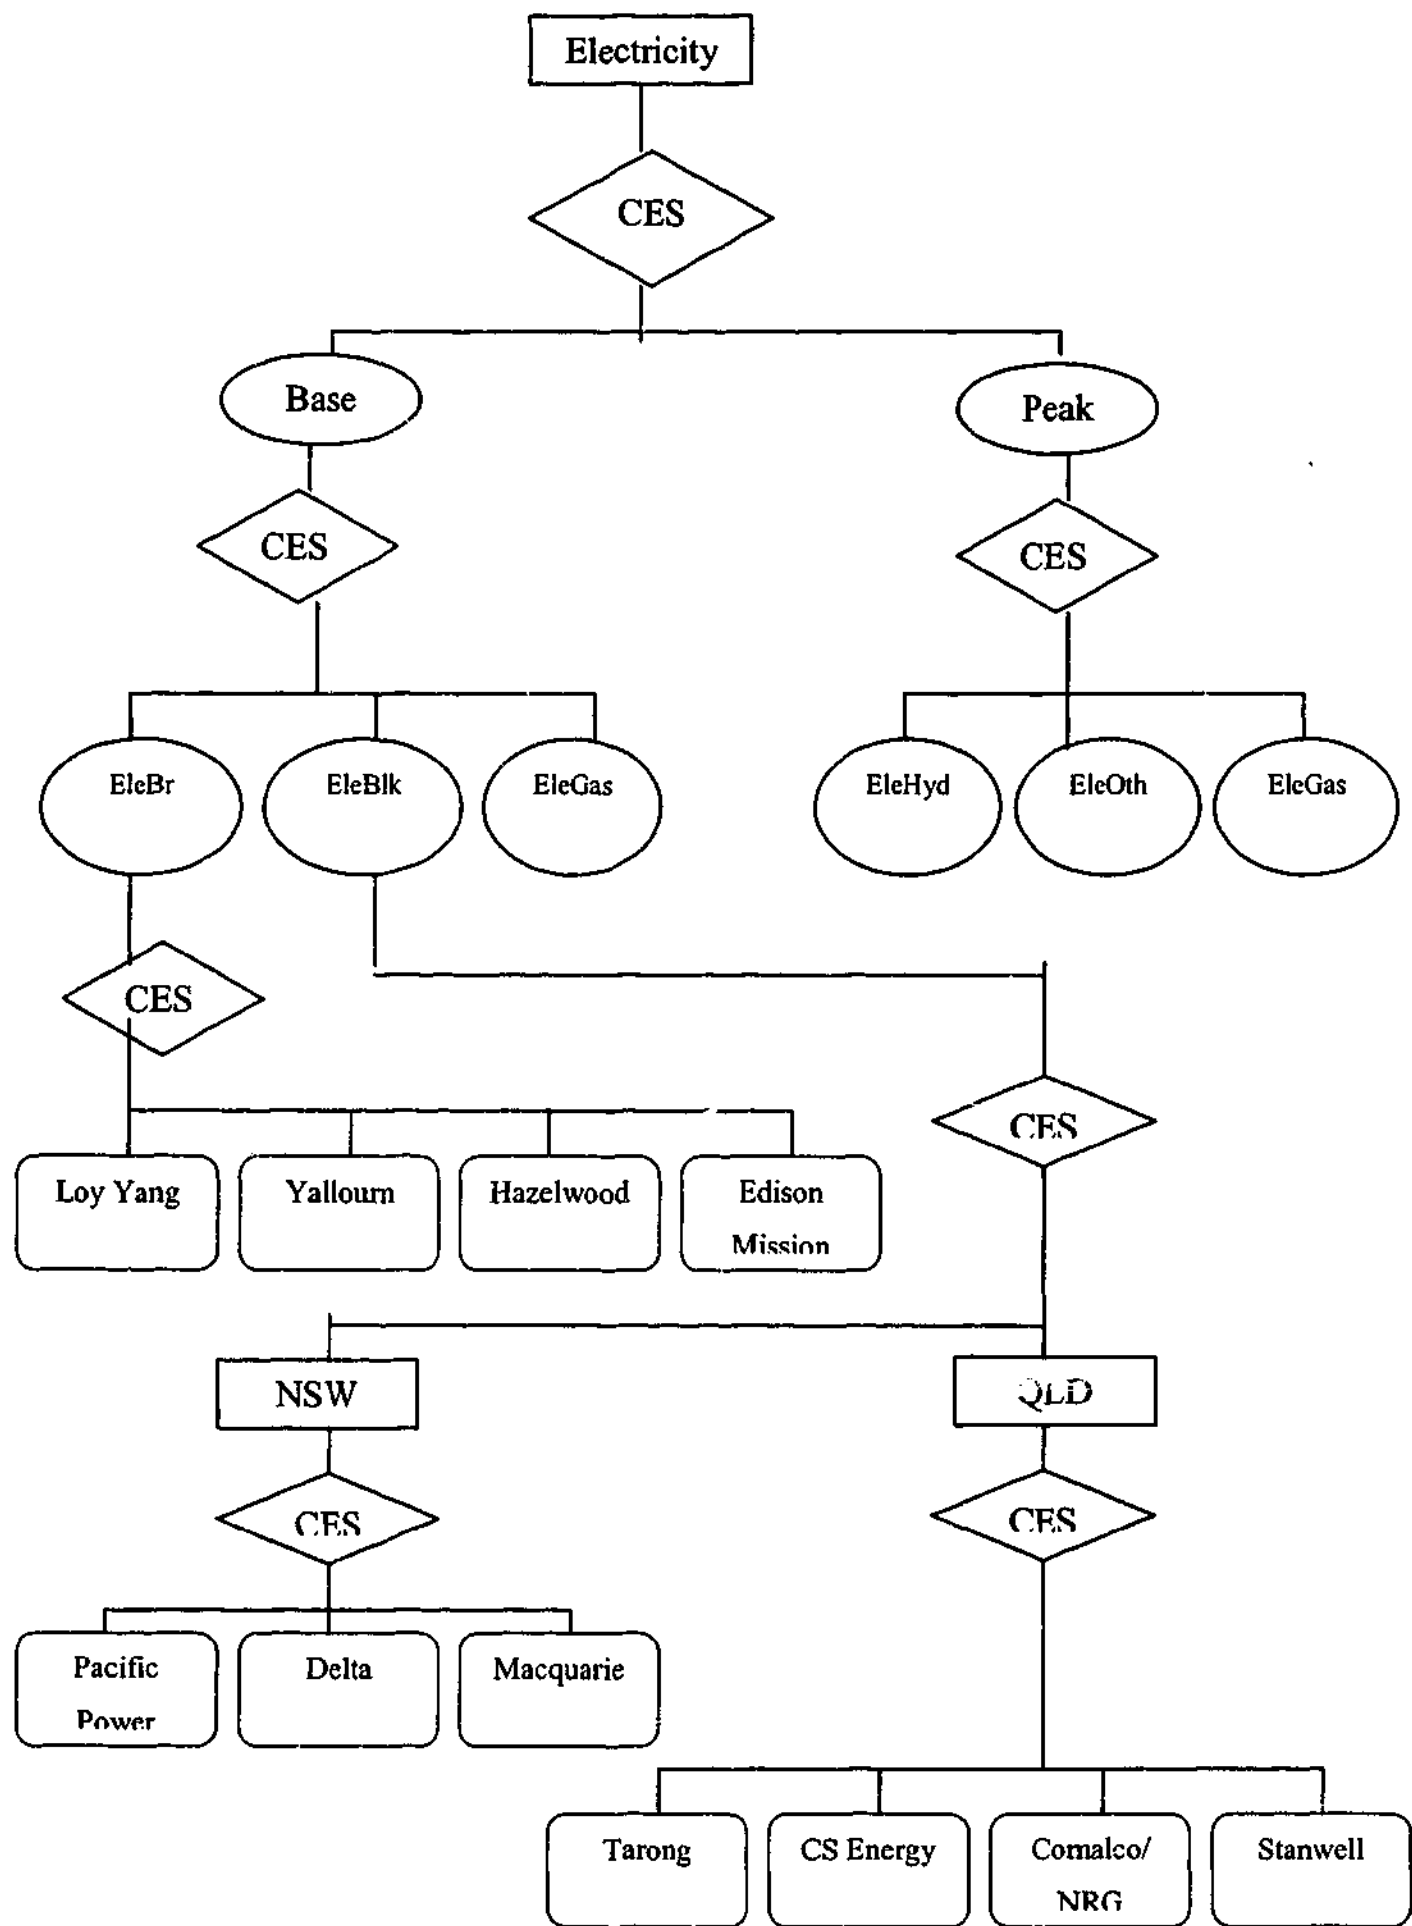 Electricity
CES
Base
Peak
CES
CES
EleBr
EleBlk
EleGas
EleHyd
EleOth
EleGas
CES
CES
Loy Yang
Yallourn
Hazelwood
Edison
Mission
NSW
QLD
CES
CES
Pacific
Power
Delta
Macquarie
Tarong
CS Energy
Comalco/
NRG
Stanwell